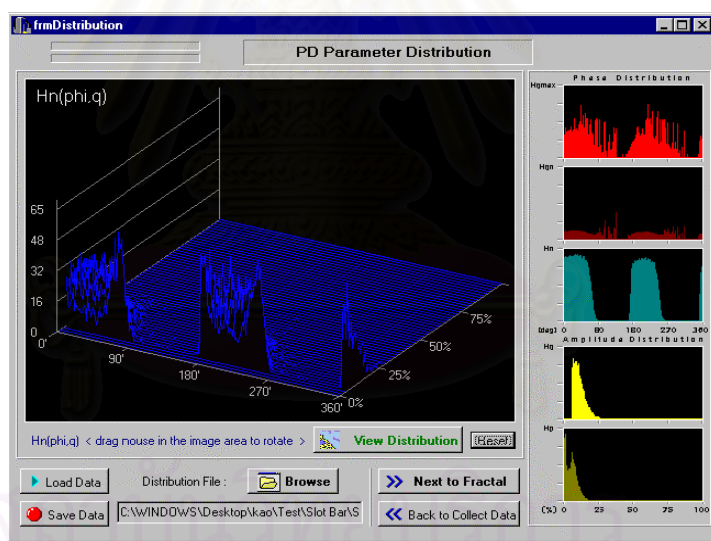 frmDistribution
PD Parameter Distribution
Hn(phi,q)
65
48
32
16
0
0'
90'
180'
270'
360'
0%
25%
50%
75%
Hn(phi,q) < drag nouse in the image area to rotate >
View Distribution
(Reset)
Load Data
Distribution File :
Browse
Next to Fractal
Save Data
C:\WINDOWS\Desktop\kao\Test\Slot Bar\S
Back to Collect Data
Phase Distribution
Hqmax
Hqn
Hn
(deg) 0 90 180 270 360
Amplitude Distribution
Hq
Hp
(%) 0 25 50 75 100